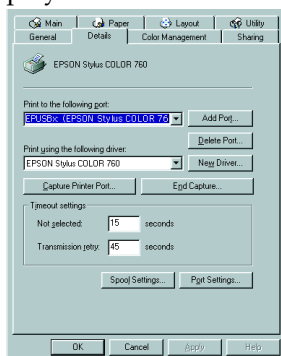 Main Paper Layout Utility
General Details Color Management Sharing
EPSON Stylus COLOR 760
Print to the following port:
EPUSBx: (EPSON Stylus COLOR 76 Add Port...
Delete Port...
Print using the following driver:
EPSON Stylus COLOR 760 New Driver...
Capture Printer Port... End Capture...
Timeout settings
Not selected: 15 seconds
Transmission retry: 45 seconds
Spool Settings... Port Settings...
OK Cancel Apply Help